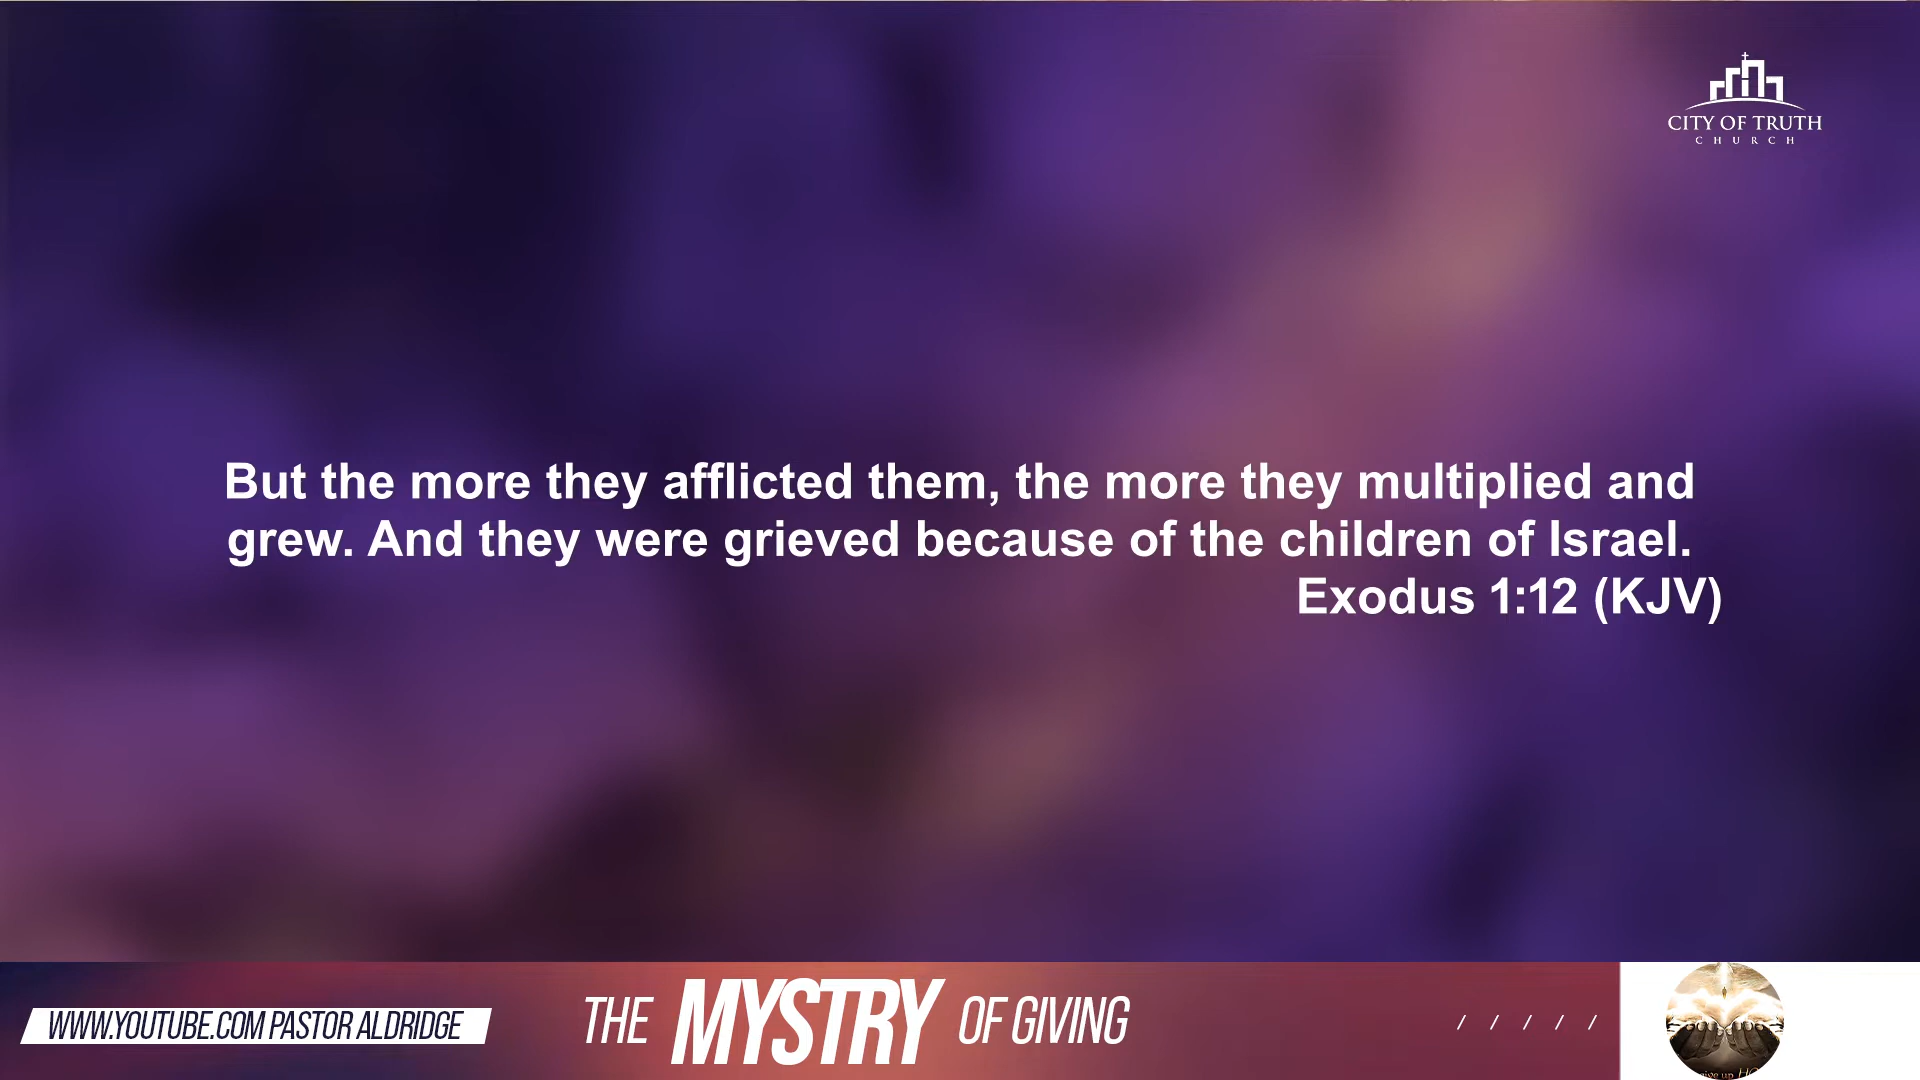 CITY OF TRUTH
CHURCH
But the more they afflicted them, the more they multiplied and
grew. And they were grieved because of the children of Israel.
Exodus 1:12 (KJV)
WWW.YOUTUBE.COM PASTOR ALDRIDGE
THE MYSTRY OF GIVING
/ / / / /
give up